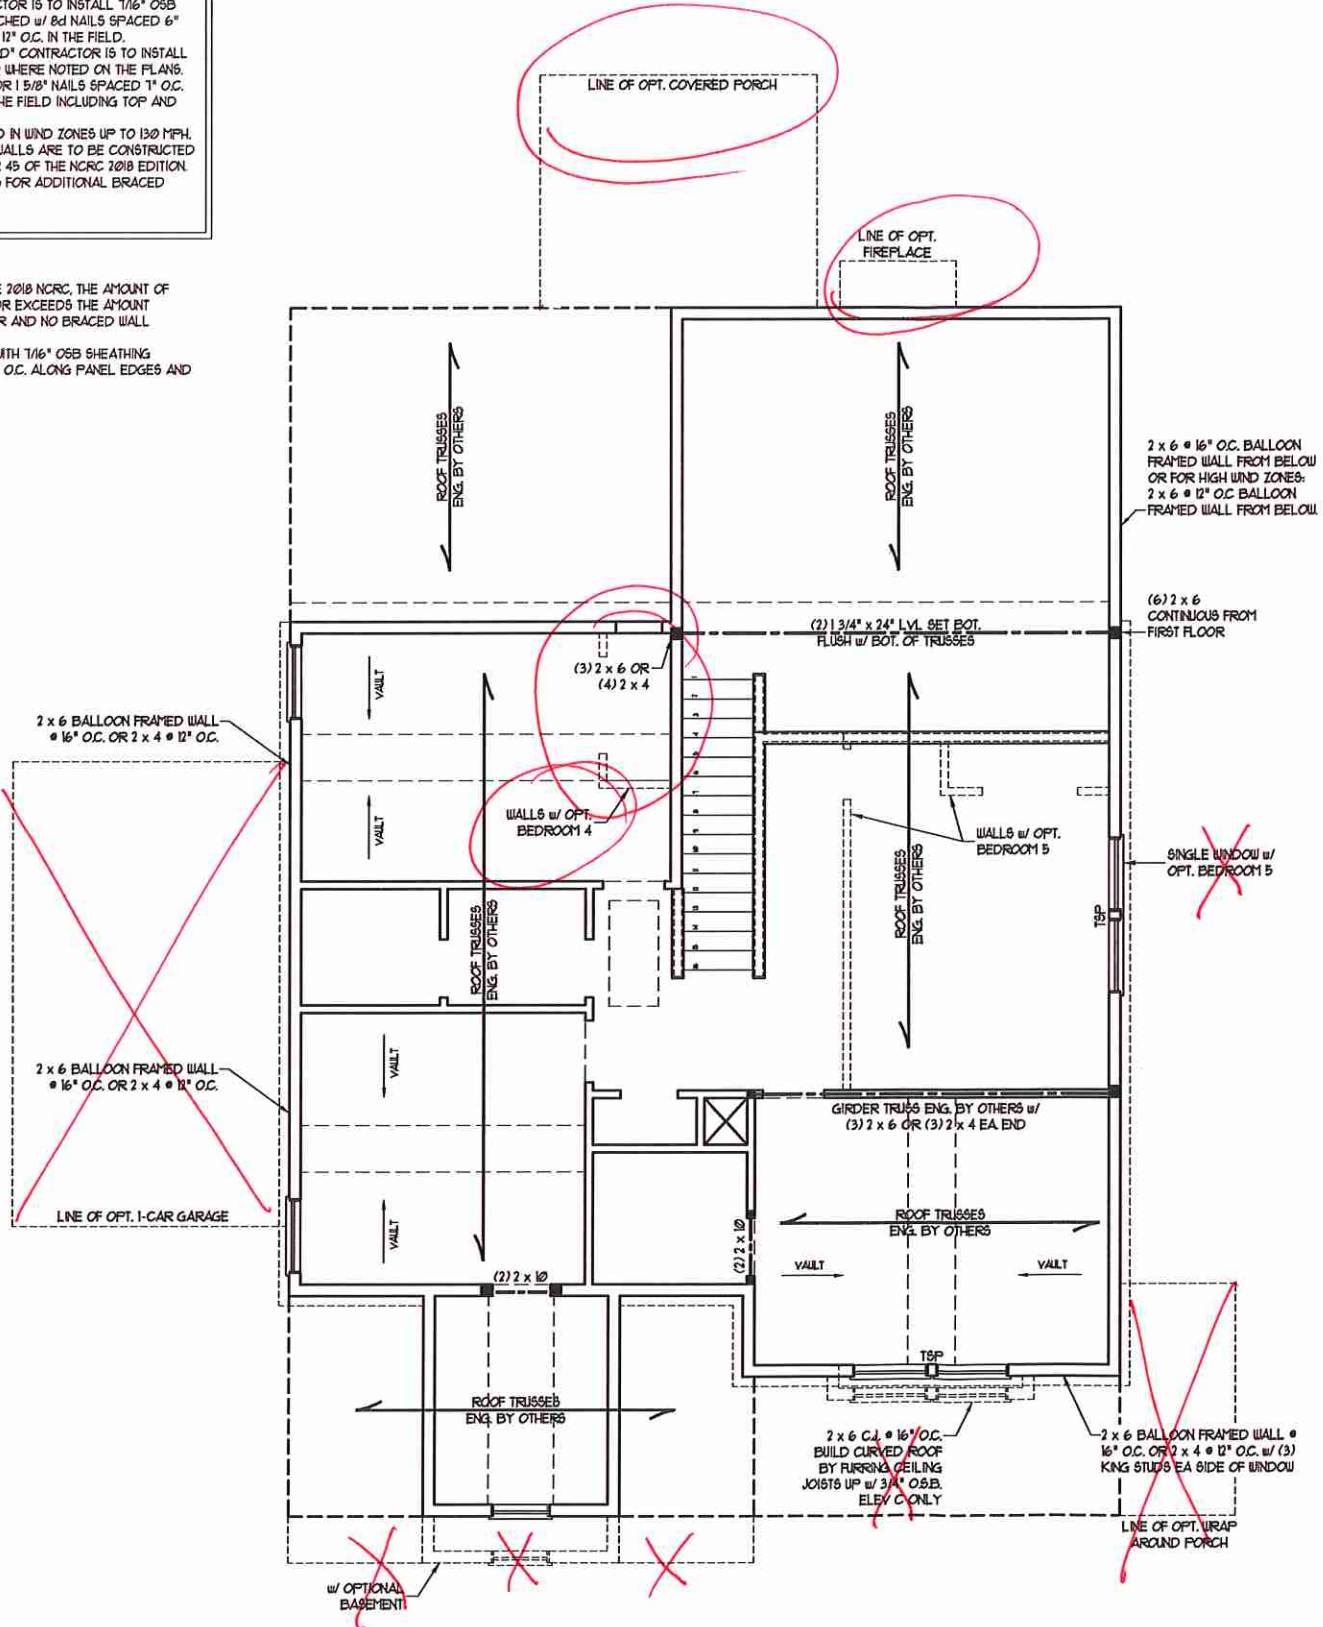 CTOR IS TO INSTALL 7/16" OSB
CHED w/ 8d NAILS SPACED 6"
12" O.C. IN THE FIELD.
D" CONTRACTOR IS TO INSTALL
WHERE NOTED ON THE PLANS.
OR 1 5/8" NAILS SPACED 7" O.C.
HE FIELD INCLUDING TOP AND
D IN WIND ZONES UP TO 130 MPH.
WALLS ARE TO BE CONSTRUCTED
R 45 OF THE NCRC 2018 EDITION.
FOR ADDITIONAL BRACED
E 2018 NCRC, THE AMOUNT OF
OR EXCEEDS THE AMOUNT
R AND NO BRACED WALL
WITH 7/16" OSB SHEATHING
O.C. ALONG PANEL EDGES AND
LINE OF OPT. COVERED PORCH
LINE OF OPT.
FIREPLACE
ROOF TRUSSES
ENG. BY OTHERS
ROOF TRUSSES
ENG. BY OTHERS
2 x 6 @ 16" O.C. BALLOON
FRAMED WALL FROM BELOW
OR FOR HIGH WIND ZONES:
2 x 6 @ 12" O.C BALLOON
FRAMED WALL FROM BELOW.
(6) 2 x 6
CONTINUOUS FROM
FIRST FLOOR
(2) 1 3/4" x 24" LVL SET BOT.
FLUSH w/ BOT. OF TRUSSES
(3) 2 x 6 OR
(4) 2 x 4
VAULT
2 x 6 BALLOON FRAMED WALL
@ 16" O.C. OR 2 x 4 @ 12" O.C.
VAULT
WALLS w/ OPT.
BEDROOM 4
WALLS w/ OPT.
BEDROOM 5
SINGLE WINDOW w/
OPT. BEDROOM 5
TSP
ROOF TRUSSES
ENG. BY OTHERS
ROOF TRUSSES
ENG. BY OTHERS
2 x 6 BALLOON FRAMED WALL
@ 16" O.C. OR 2 x 4 @ 12" O.C.
VAULT
GIRDER TRUSS ENG. BY OTHERS w/
(3) 2 x 6 OR (3) 2 x 4 EA. END
LINE OF OPT. 1-CAR GARAGE
VAULT
ROOF TRUSSES
ENG. BY OTHERS
(2) 2 x 10
VAULT
VAULT
(2) 2 x 10
TSP
ROOF TRUSSES
ENG. BY OTHERS
2 x 6 C.J. @ 16" O.C.
BUILD CURVED ROOF
BY FURRING CEILING
JOISTS UP w/ 3/4" O.S.B.
ELEV C ONLY
2 x 6 BALLOON FRAMED WALL @
16" O.C. OR 2 x 4 @ 12" O.C. w/ (3)
KING STUDS EA SIDE OF WINDOW
LINE OF OPT. WRAP
AROUND PORCH
w/ OPTIONAL
BASEMENT